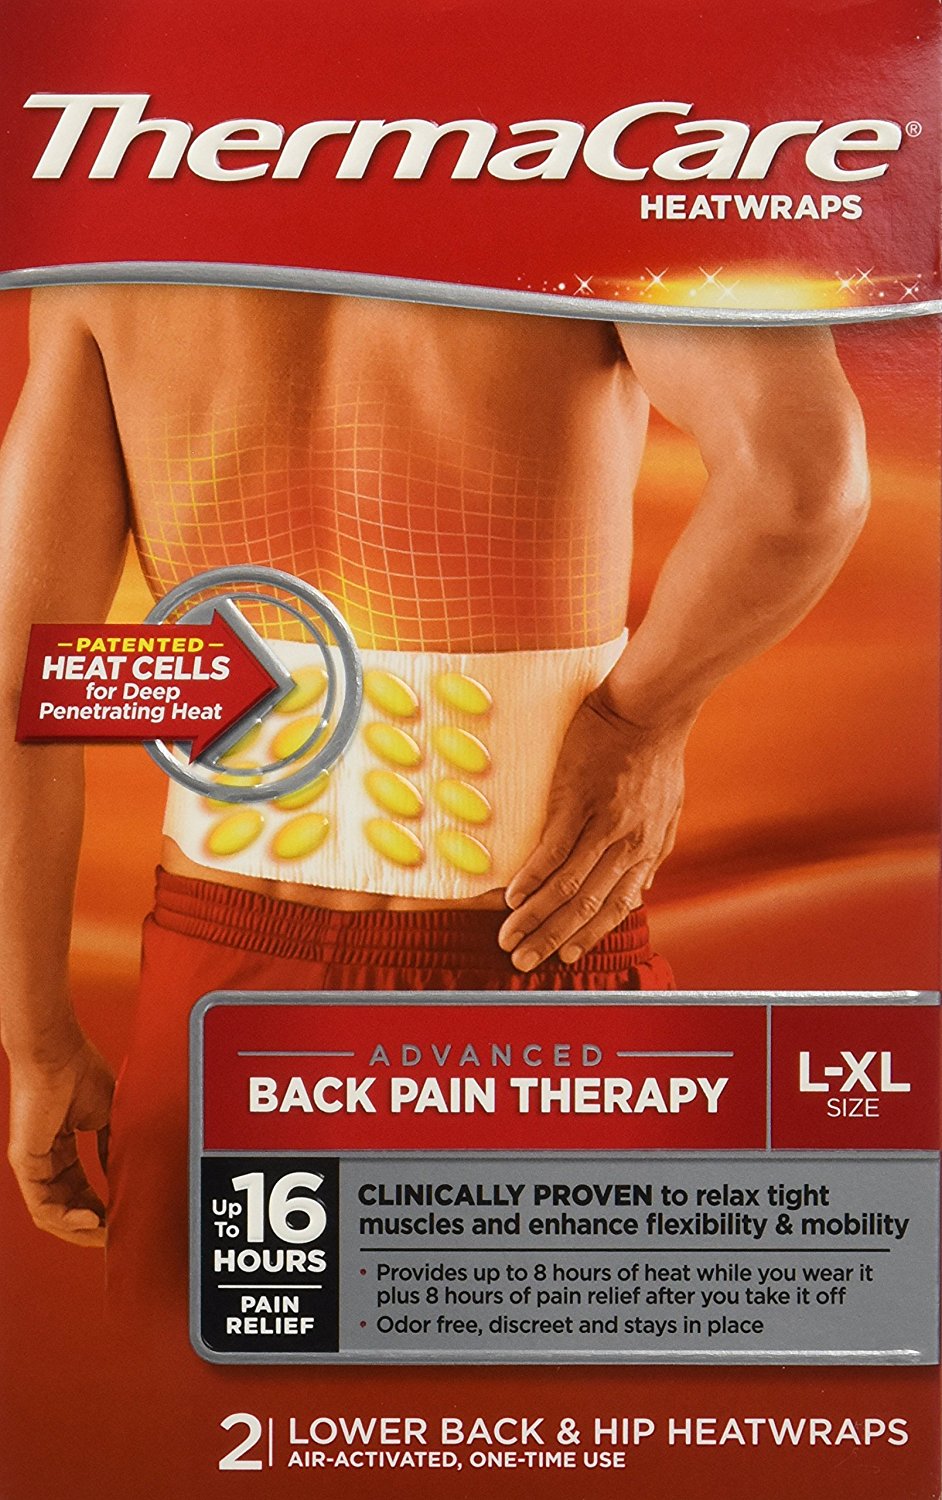 ThermaCare®
HEATWRAPS
–PATENTED–
HEAT CELLS
for Deep
Penetrating Heat
ADVANCED
BACK PAIN THERAPY
L-XL
SIZE
Up To 16
HOURS
PAIN
RELIEF
CLINICALLY PROVEN to relax tight
muscles and enhance flexibility & mobility
• Provides up to 8 hours of heat while you wear it
plus 8 hours of pain relief after you take it off
• Odor free, discreet and stays in place
2 LOWER BACK & HIP HEATWRAPS
AIR-ACTIVATED, ONE-TIME USE